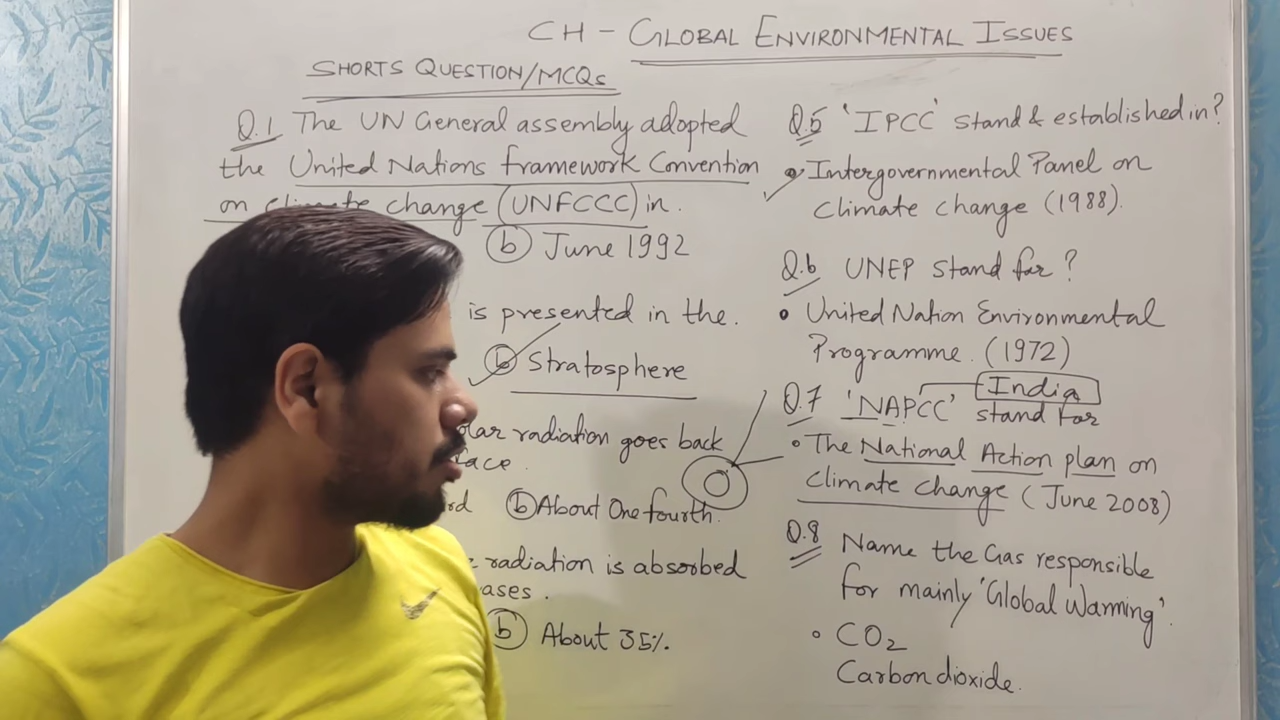 CH - GLOBAL ENVIRONMENTAL ISSUES
SHORTS QUESTION/MCQs
Q.1 The UN General assembly adopted
the United Nations framework Convention
on climate change (UNFCCC) in.
(b) June 1992
is presented in the.
(b) Stratosphere
radiation goes back
(b) About One fourth.
radiation is absorbed
(b) About 35%.
Q.5 'IPCC' stand & established in?
• Intergovernmental Panel on
Climate change (1988).
Q.6 UNEP stand for?
• United Nation Environmental
Programme. (1972)
India
Q.7 'NAPCC' stand for
• The National Action plan on
Climate change (June 2008)
Q.8 Name the Gas responsible
for mainly 'Global Warming'.
• CO₂
Carbon dioxide.